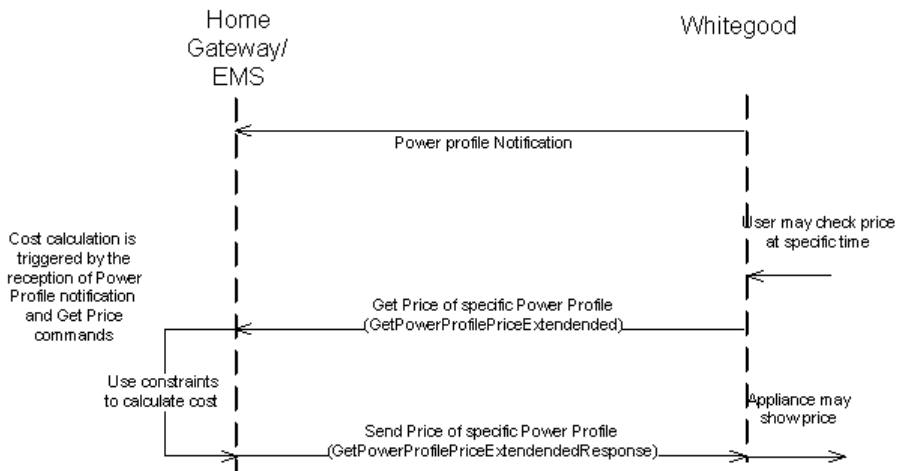 Home
Gateway/
EMS
Whitegood
Power profile Notification
User may check price
at specific time
Cost calculation is
triggered by the
reception of Power
Profile notification
and Get Price
commands
Get Price of specific Power Profile
(GetPowerProfilePriceExtendended)
Use constraints
to calculate cost
Appliance may
show price
Send Price of specific Power Profile
(GetPowerProfilePriceExtendendedResponse)